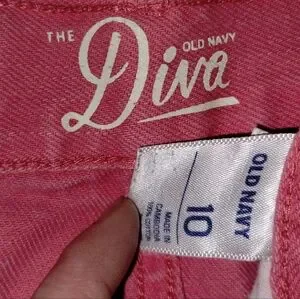 THE
OLD NAVY
Diva
OLD NAVY
10
MADE IN
CAMBODIA
100% COTTON